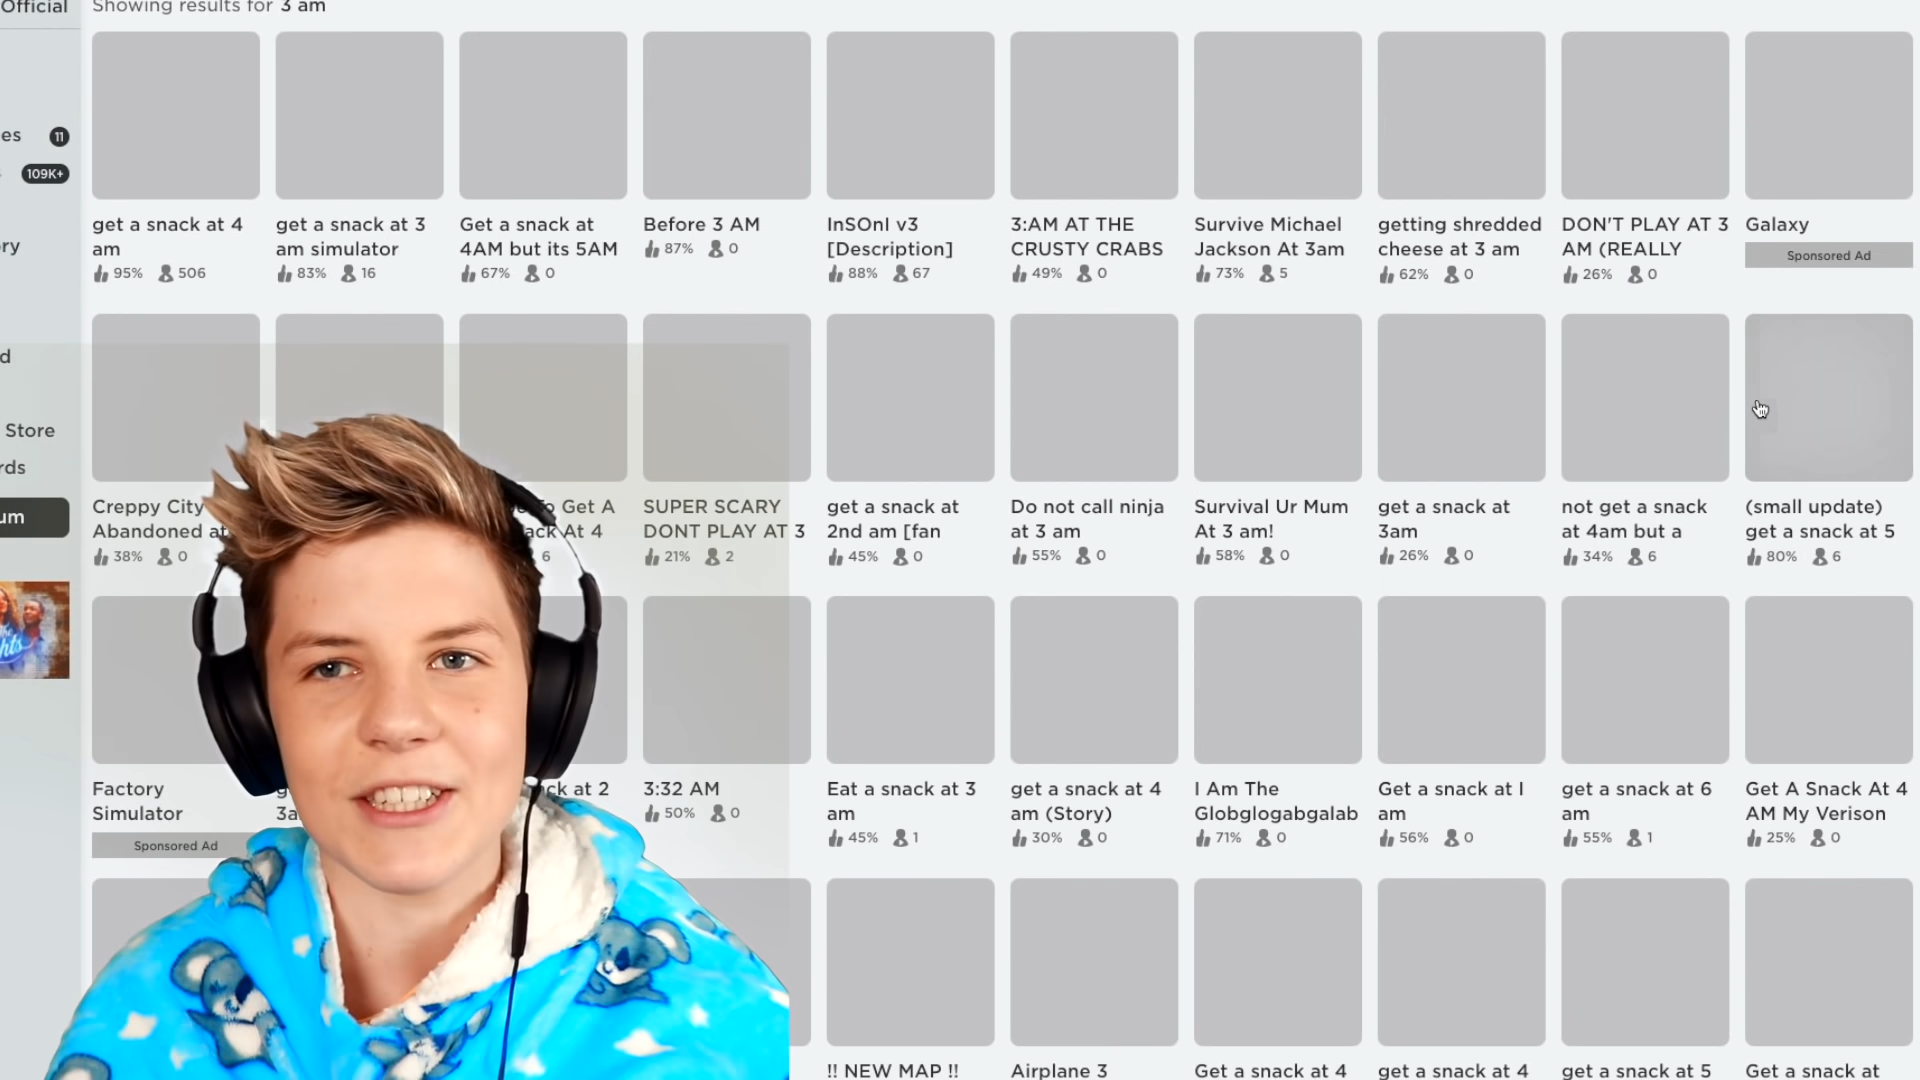 Official
Showing results for 3 am
es 11
109K+
ry
d
Store
rds
um
get a snack at 4
am
95% 506
get a snack at 3
am simulator
83% 16
Get a snack at
4AM but its 5AM
67% 0
Before 3 AM
87% 0
InSOnI v3
[Description]
88% 67
3:AM AT THE
CRUSTY CRABS
49% 0
Survive Michael
Jackson At 3am
73% 5
getting shredded
cheese at 3 am
62% 0
DON'T PLAY AT 3
AM (REALLY
26% 0
Galaxy
Sponsored Ad
Creppy City
Abandoned at
38% 0
o Get A
ack At 4
6
SUPER SCARY
DONT PLAY AT 3
21% 2
get a snack at
2nd am [fan
45% 0
Do not call ninja
at 3 am
55% 0
Survival Ur Mum
At 3 am!
58% 0
get a snack at
3am
26% 0
not get a snack
at 4am but a
34% 6
(small update)
get a snack at 5
80% 6
Factory
Simulator
Sponsored Ad
g
3a
ck at 2
3:32 AM
50% 0
Eat a snack at 3
am
45% 1
get a snack at 4
am (Story)
30% 0
I Am The
Globglogabgalab
71% 0
Get a snack at I
am
56% 0
get a snack at 6
am
55% 1
Get A Snack At 4
AM My Verison
25% 0
!! NEW MAP !!
Airplane 3
Get a snack at 4
get a snack at 4
get a snack at 5
Get a snack at